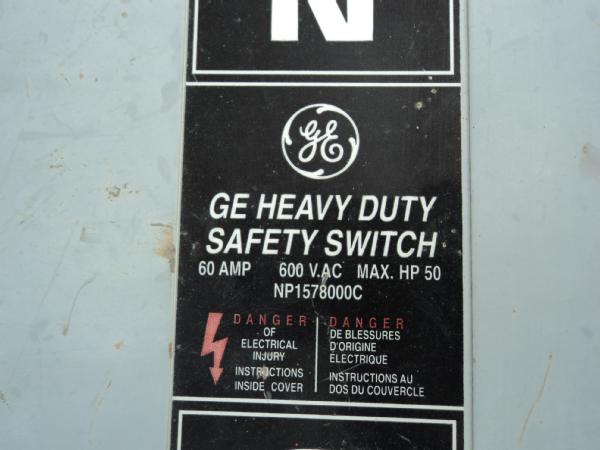 N
GE
GE HEAVY DUTY
SAFETY SWITCH
60 AMP 600 V.AC MAX. HP 50
NP1578000C
DANGER
OF
ELECTRICAL
INJURY
INSTRUCTIONS
INSIDE COVER
DANGER
DE BLESSURES
D'ORIGINE
ELECTRIQUE
INSTRUCTIONS AU
DOS DU COUVERCLE